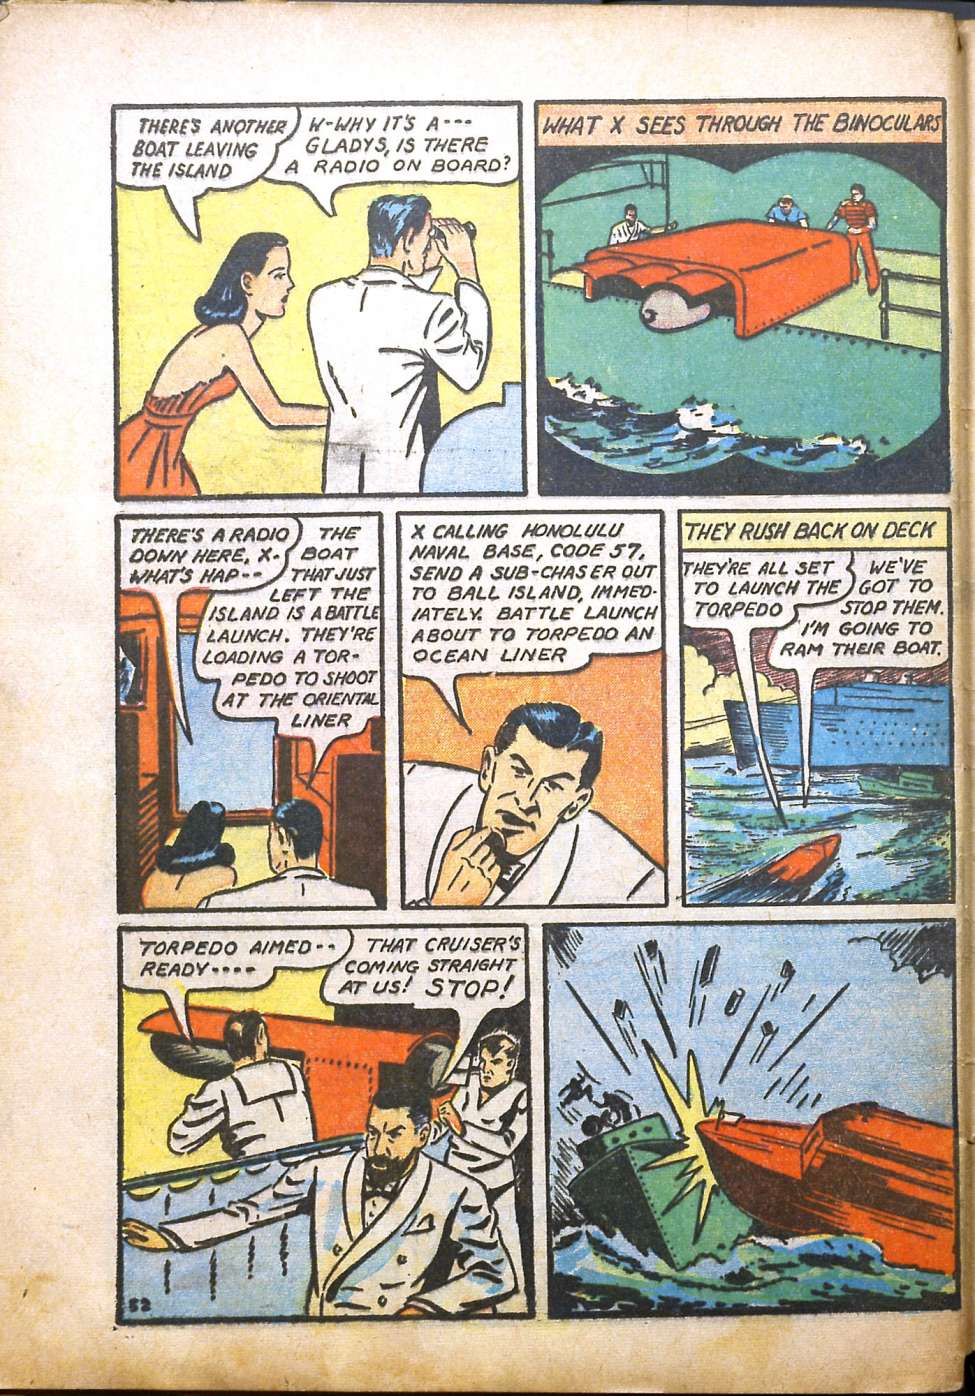 THERE'S ANOTHER
BOAT LEAVING
THE ISLAND
W-WHY IT'S A---
GLADYS, IS THERE
A RADIO ON BOARD?
WHAT X SEES THROUGH THE BINOCULARS
THERE'S A RADIO
DOWN HERE, X-
WHAT'S HAP--
THE
BOAT
THAT JUST
LEFT THE
ISLAND IS A BATTLE
LAUNCH. THEY'RE
LOADING A TOR-
PEDO TO SHOOT
AT THE ORIENTAL
LINER
X CALLING HONOLULU
NAVAL BASE, CODE 57.
SEND A SUB-CHASER OUT
TO BALL ISLAND, IMMED-
IATELY. BATTLE LAUNCH
ABOUT TO TORPEDO AN
OCEAN LINER
THEY RUSH BACK ON DECK
THEY'RE ALL SET
TO LAUNCH THE
TORPEDO
WE'VE
GOT TO
STOP THEM.
I'M GOING TO
RAM THEIR BOAT.
TORPEDO AIMED--
READY----
THAT CRUISER'S
COMING STRAIGHT
AT US! STOP!
52